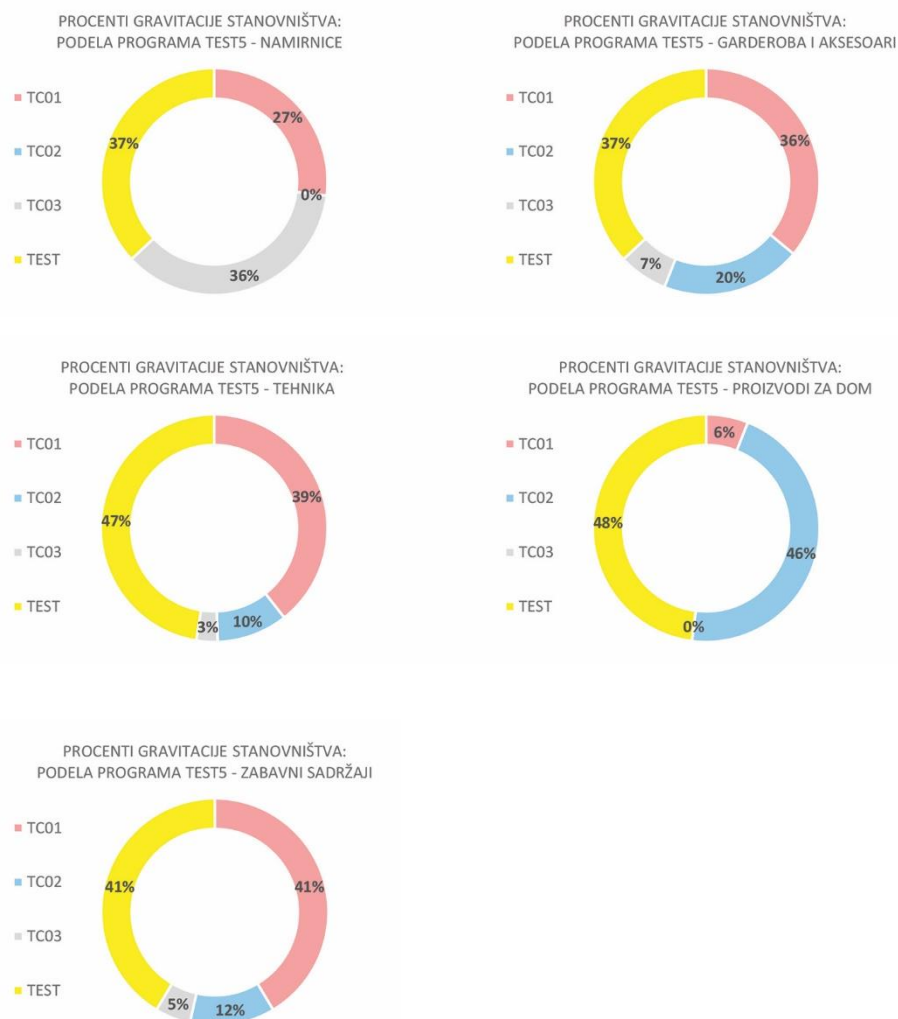 PROCENTI GRAVITACIJE STANOVNIŠTVA:
PODELA PROGRAMA TEST5 - NAMIRNICE
TC01
TC02
TC03
TEST
27%
0%
36%
37%
PROCENTI GRAVITACIJE STANOVNIŠTVA:
PODELA PROGRAMA TEST5 - GARDEROBA I AKSESOARI
TC01
TC02
TC03
TEST
36%
20%
7%
37%
PROCENTI GRAVITACIJE STANOVNIŠTVA:
PODELA PROGRAMA TEST5 - TEHNIKA
TC01
TC02
TC03
TEST
39%
10%
3%
47%
PROCENTI GRAVITACIJE STANOVNIŠTVA:
PODELA PROGRAMA TEST5 - PROIZVODI ZA DOM
TC01
TC02
TC03
TEST
6%
46%
0%
48%
PROCENTI GRAVITACIJE STANOVNIŠTVA:
PODELA PROGRAMA TEST5 - ZABAVNI SADRŽAJI
TC01
TC02
TC03
TEST
41%
12%
5%
41%